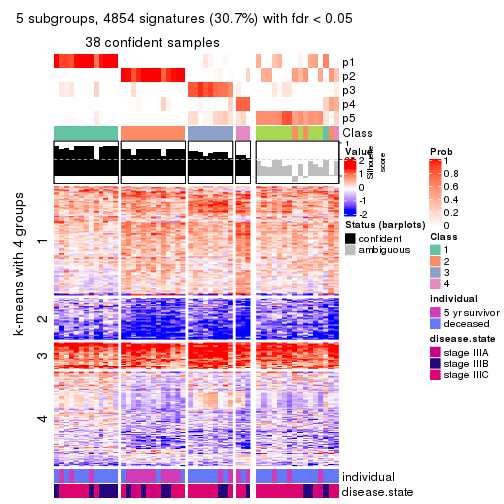 5 subgroups, 4854 signatures (30.7%) with fdr < 0.05
38 confident samples
p1
p2
p3
p4
p5
Class
1
Silhouette
score
Value
2
1
0
-1
-2
Status (barplots)
confident
ambiguous
Prob
1
0.8
0.6
0.4
0.2
0
Class
1
2
3
4
individual
5 yr survivor
deceased
disease.state
stage IIIA
stage IIIB
stage IIIC
k-means with 4 groups
1
2
3
4
individual
disease.state